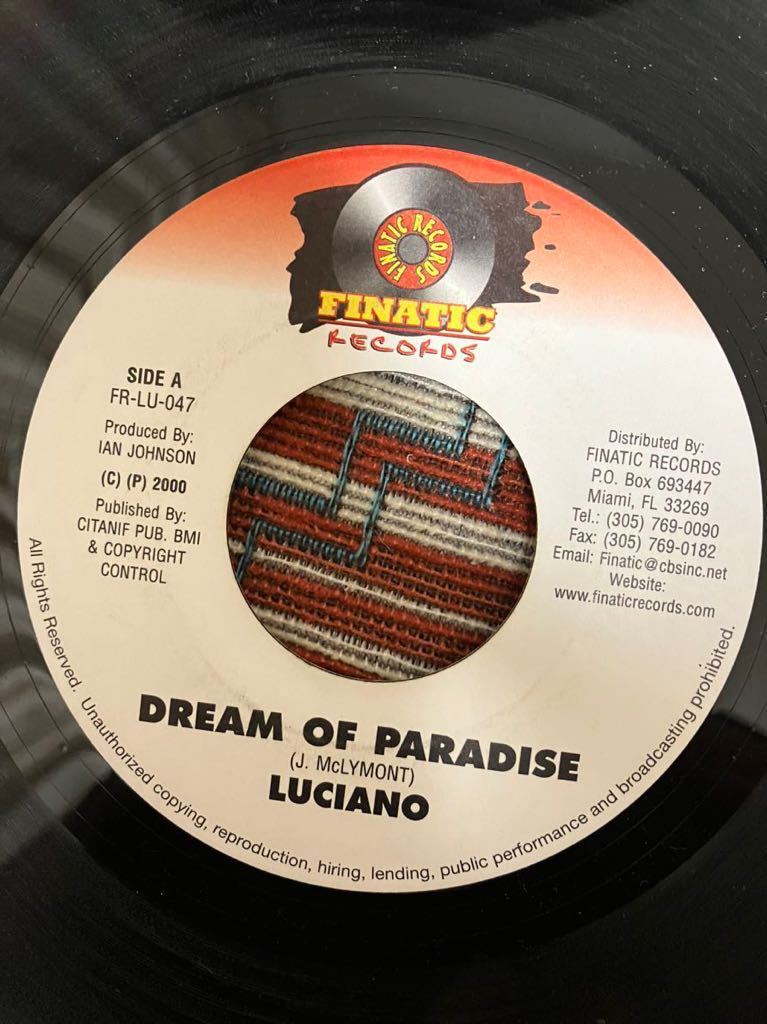 FINATIC RECORDS
FINATIC
RECORDS
SIDE A
FR-LU-047
Produced By:
IAN JOHNSON
(C) (P) 2000
Published By:
CITANIF PUB. BMI
& COPYRIGHT
CONTROL
Distributed By:
FINATIC RECORDS
P.O. Box 693447
Miami, FL 33269
Tel.: (305) 769-0090
Fax: (305) 769-0182
Email: Finatic@cbsinc.net
Website:
www.finaticrecords.com
DREAM OF PARADISE
(J. McLYMONT)
LUCIANO
All Rights Reserved. Unauthorized copying, reproduction, hiring, lending, public performance and broadcasting prohibited.